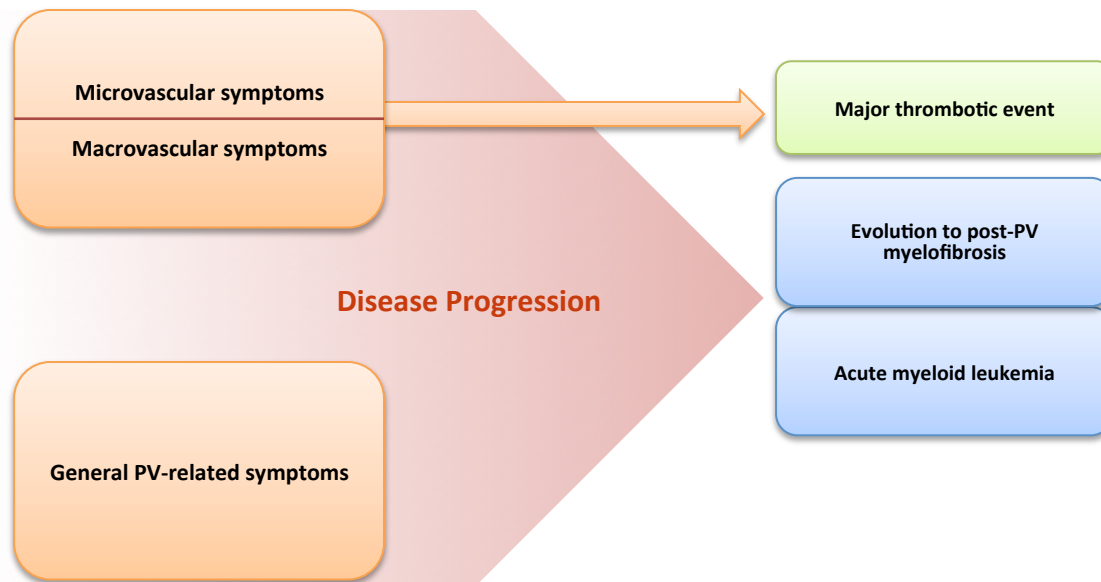 Microvascular symptoms
Macrovascular symptoms
Major thrombotic event
Evolution to post-PV
myelofibrosis
Disease Progression
Acute myeloid leukemia
General PV-related symptoms